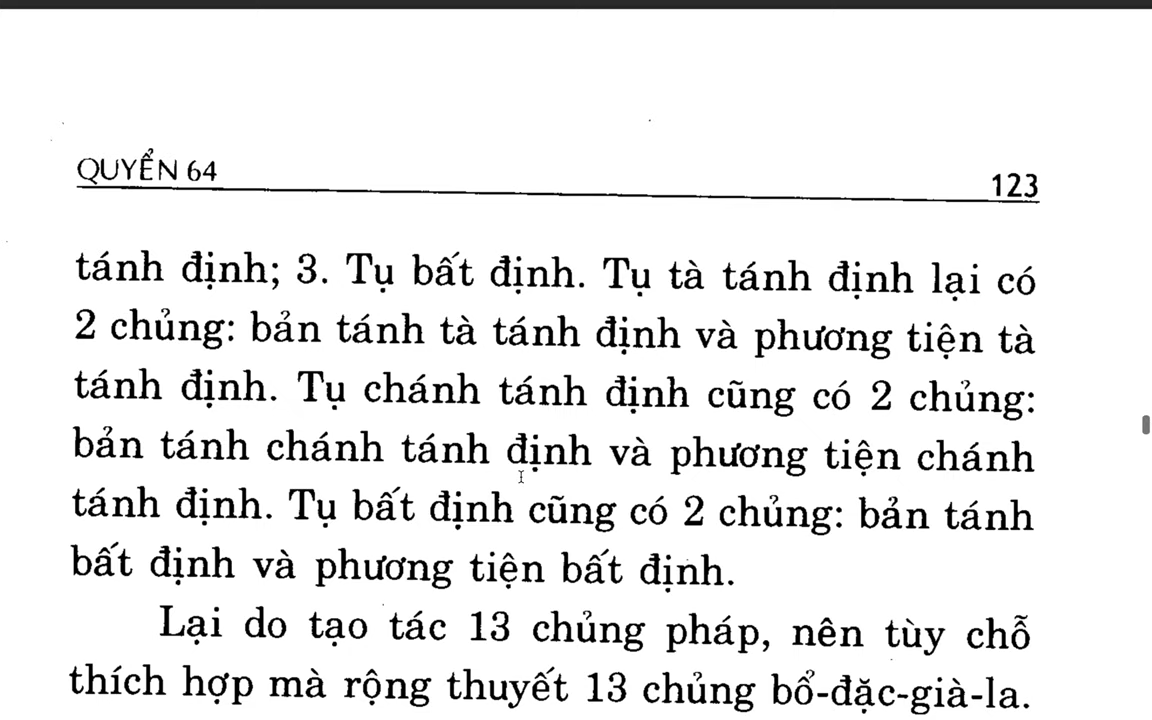 QUYỂN 64
123
tánh định; 3. Tụ bất định. Tụ tà tánh định lại có
2 chủng: bản tánh tà tánh định và phương tiện tà
tánh định. Tụ chánh tánh định cũng có 2 chủng:
bản tánh chánh tánh định và phương tiện chánh
tánh định. Tụ bất định cũng có 2 chủng: bản tánh
bất định và phương tiện bất định.
Lại do tạo tác 13 chủng pháp, nên tùy chỗ
thích hợp mà rộng thuyết 13 chủng bổ-đặc-già-la.